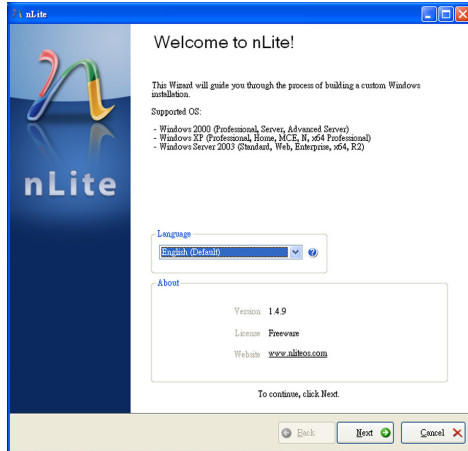 nLite
Welcome to nLite!
This Wizard will guide you through the process of building a custom Windows
installation.
Supported OS:
- Windows 2000 (Professional, Server, Advanced Server)
- Windows XP (Professional, Home, MCE, N, x64 Professional)
- Windows Server 2003 (Standard, Web, Enterprise, x64, R2)
nLite
Language
English (Default)
About
Version 1.4.9
License Freeware
Website www.nliteos.com
To continue, click Next.
Back Next Cancel